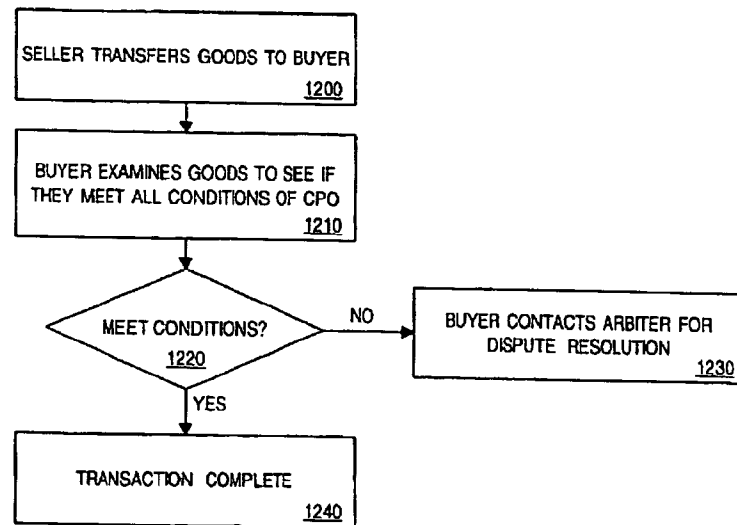 SELLER TRANSFERS GOODS TO BUYER
1200
BUYER EXAMINES GOODS TO SEE IF
THEY MEET ALL CONDITIONS OF CPO
1210
MEET CONDITIONS?
1220
NO
BUYER CONTACTS ARBITER FOR
DISPUTE RESOLUTION
1230
YES
TRANSACTION COMPLETE
1240